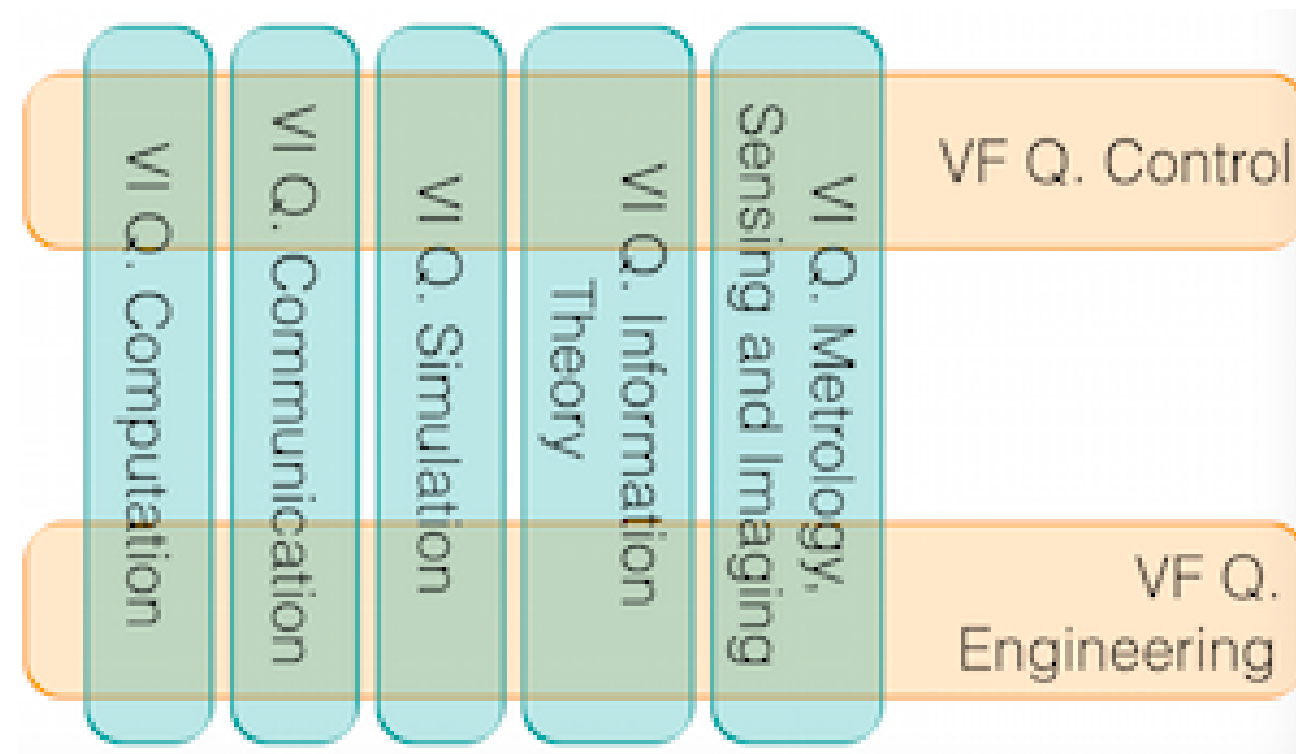 VI Q. Computation
VI Q. Communication
VI Q. Simulation
VI Q. Information
Theory
VI Q. Metrology,
Sensing and Imaging
VF Q. Control
VF Q.
Engineering